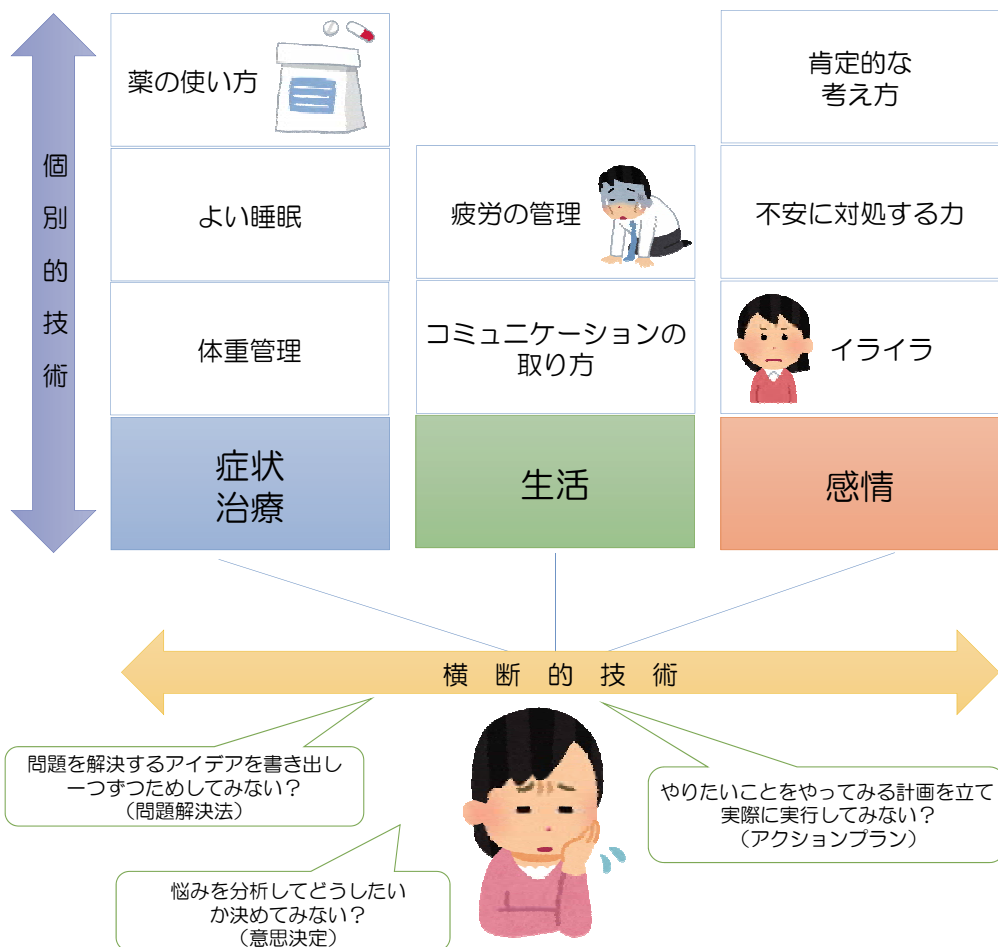 個別的技術
薬の使い方
よい睡眠
体重管理
症状
治療
疲労の管理
コミュニケーションの
取り方
生活
肯定的な
考え方
不安に対処する力
イライラ
感情
横断的技術
問題を解決するアイデアを書き出し
一つずつためしてみない？
（問題解決法）
悩みを分析してどうしたい
か決めてみない？
（意思決定）
やりたいことをやってみる計画を立て
実際に実行してみない？
（アクションプラン）